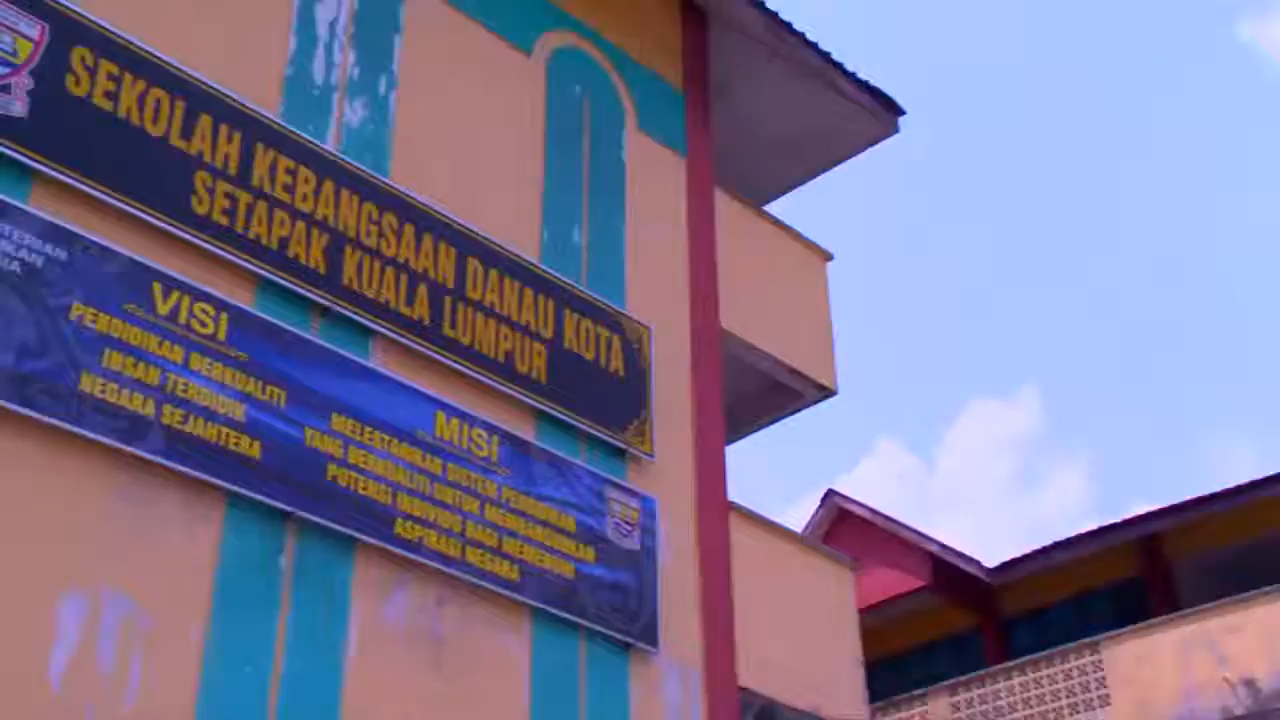 SEKOLAH KEBANGSAAN DANAU KOTA
SETAPAK KUALA LUMPUR
VISI
PENDIDIKAN BERKUALITI
INSAN TERDIDIK
NEGARA SEJAHTERA
MISI
MELESTARIKAN SISTEM PENDIDIKAN
YANG BERKUALITI UNTUK MEMBANGUNKAN
POTENSI INDIVIDU BAGI MEMENUHI
ASPIRASI NEGARA